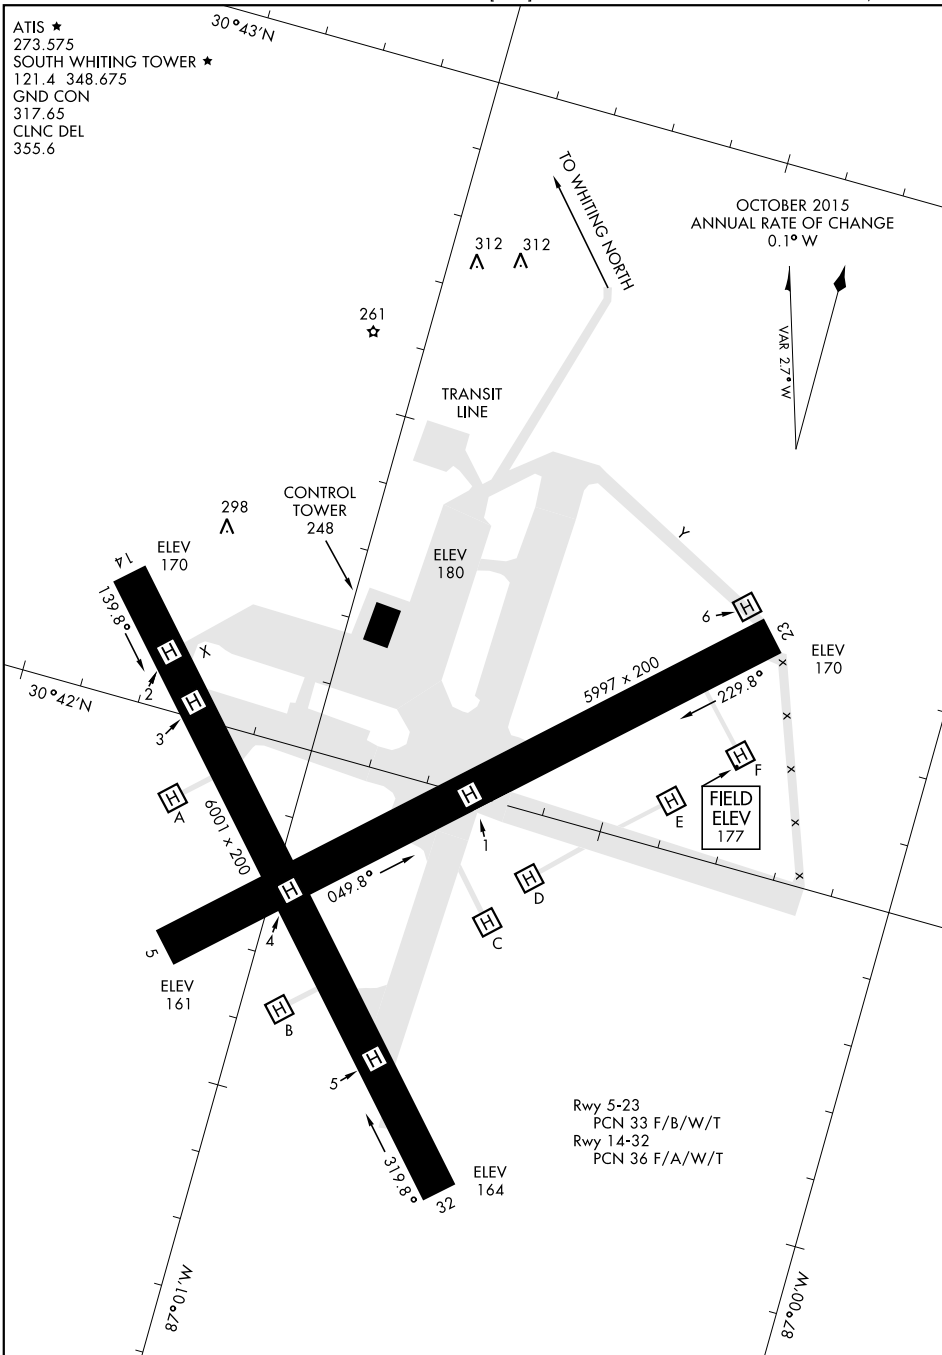 ATIS ★
273.575
SOUTH WHITING TOWER ★
121.4 348.675
GND CON
317.65
CLNC DEL
355.6
30°43'N
TO WHITING NORTH
OCTOBER 2015
ANNUAL RATE OF CHANGE
0.1° W
VAR 2.7° W
312
312
261
TRANSIT
LINE
CONTROL
TOWER
248
298
ELEV
170
14
139.8°
ELEV
180
Y
6
H
23
ELEV
170
5997 x 200
229.8°
H
X
2
30°42'N
H
3
H
A
6001 x 200
H
1
H
F
FIELD
ELEV
177
H
E
x
x
x
x
x
049.8°
H
D
H
4
H
C
5
ELEV
161
H
B
H
5
319.8°
ELEV
164
32
Rwy 5-23
PCN 33 F/B/W/T
Rwy 14-32
PCN 36 F/A/W/T
87°01'W
87°00'W